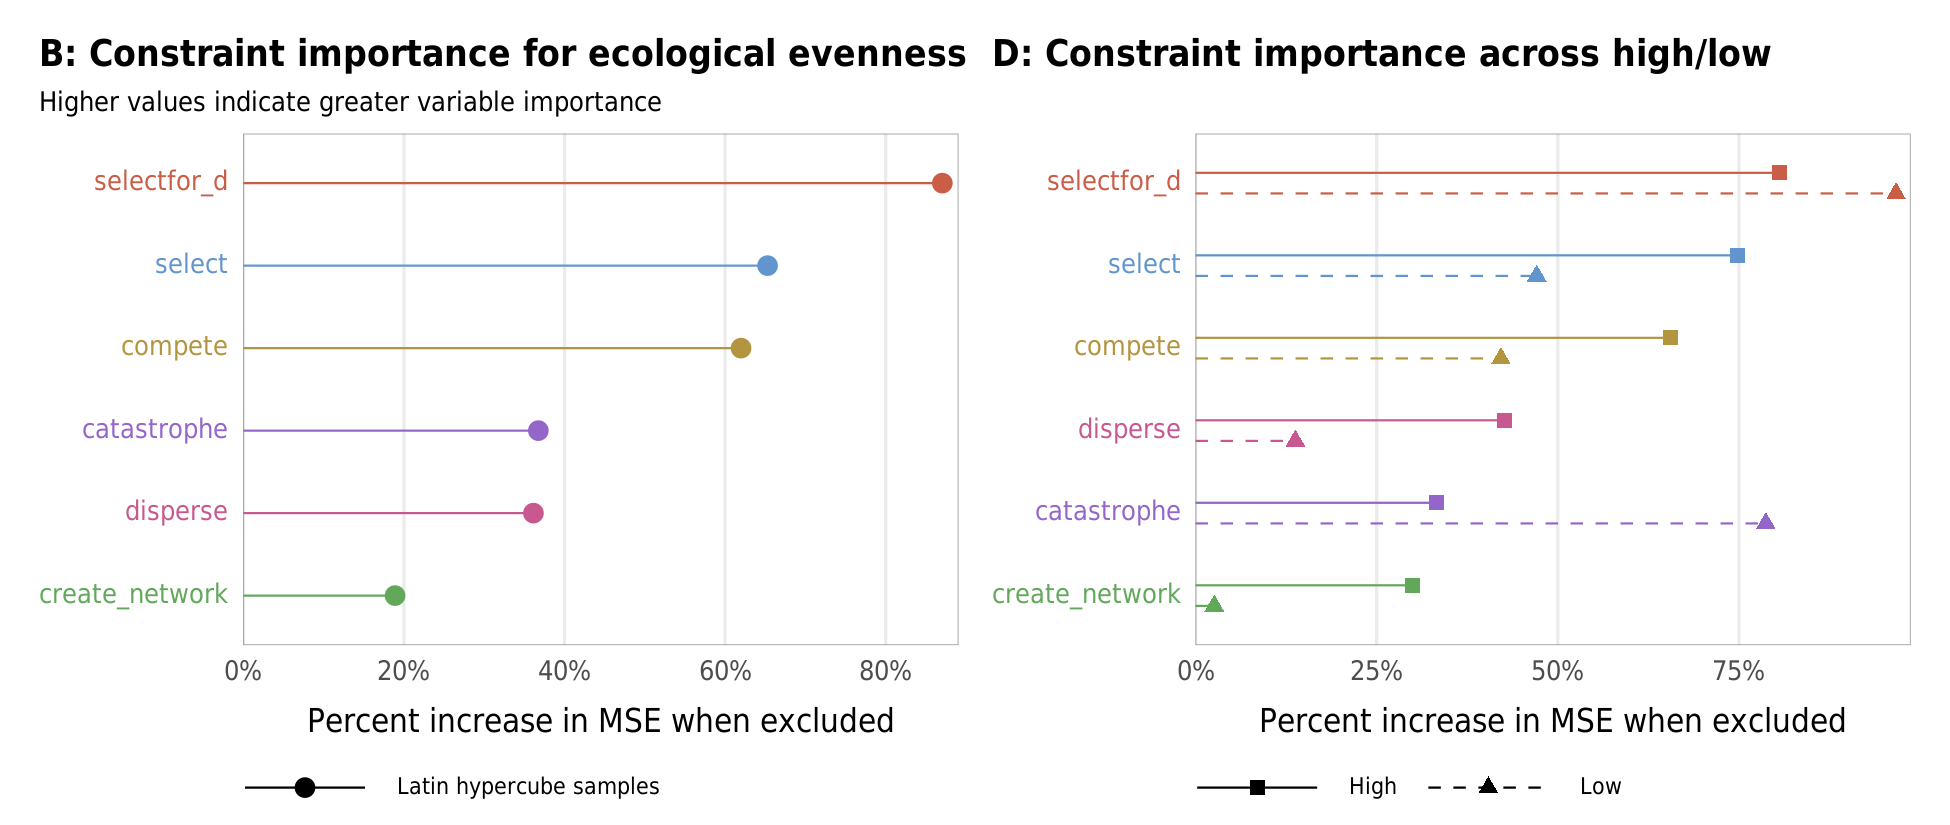 B: Constraint importance for ecological evenness
Higher values indicate greater variable importance
selectfor_d
select
compete
catastrophe
disperse
create_network
0% 20% 40% 60% 80%
Percent increase in MSE when excluded
Latin hypercube samples
D: Constraint importance across high/low
selectfor_d
select
compete
disperse
catastrophe
create_network
0% 25% 50% 75%
Percent increase in MSE when excluded
High Low